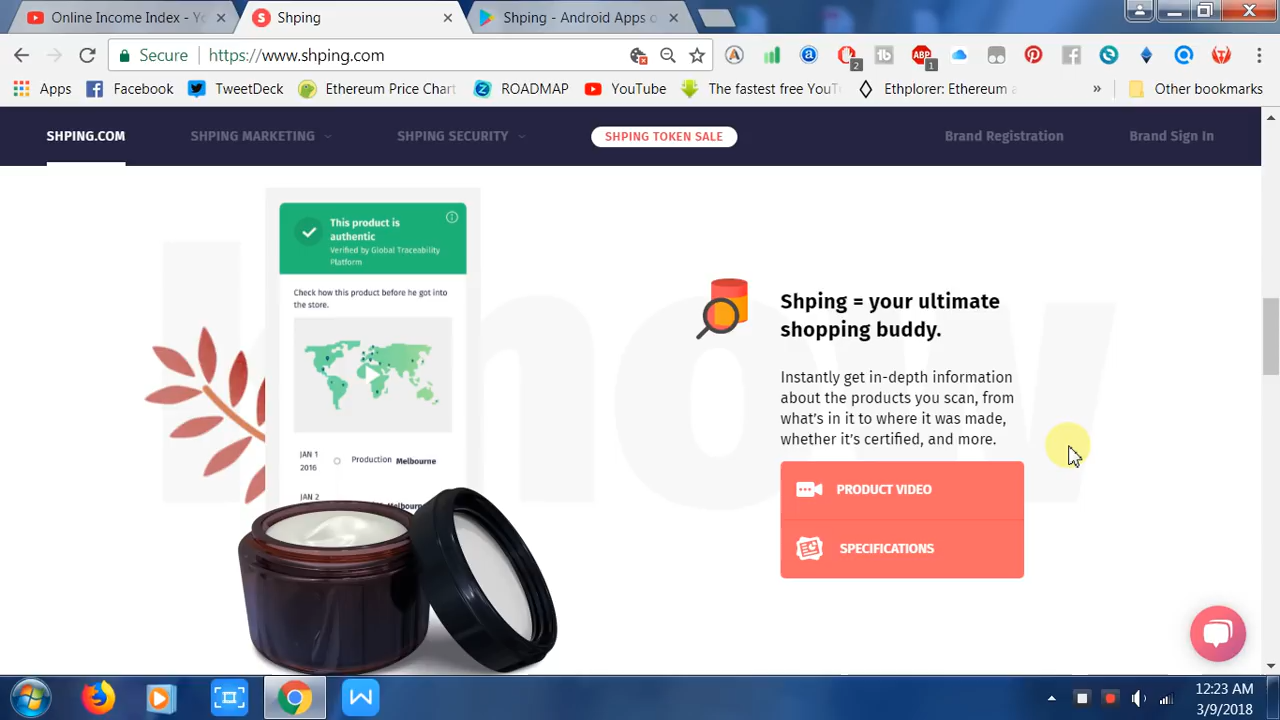 Online Income Index - Yo
Shping
Shping - Android Apps o
Secure
https://www.shping.com
2
ABP
1
Apps
Facebook
TweetDeck
Ethereum Price Chart
ROADMAP
YouTube
The fastest free YouT
Ethplorer: Ethereum a
»
Other bookmarks
SHPING.COM
SHPING MARKETING
SHPING SECURITY
SHPING TOKEN SALE
Brand Registration
Brand Sign In
know
This product is
authentic
Verified by Global Traceability
Platform
Check how this product before he got into
the store.
JAN 1
2016
Production Melbourne
JAN 2
Melbourne
Shping = your ultimate
shopping buddy.
Instantly get in-depth information
about the products you scan, from
what's in it to where it was made,
whether it's certified, and more.
PRODUCT VIDEO
SPECIFICATIONS
12:23 AM
3/9/2018